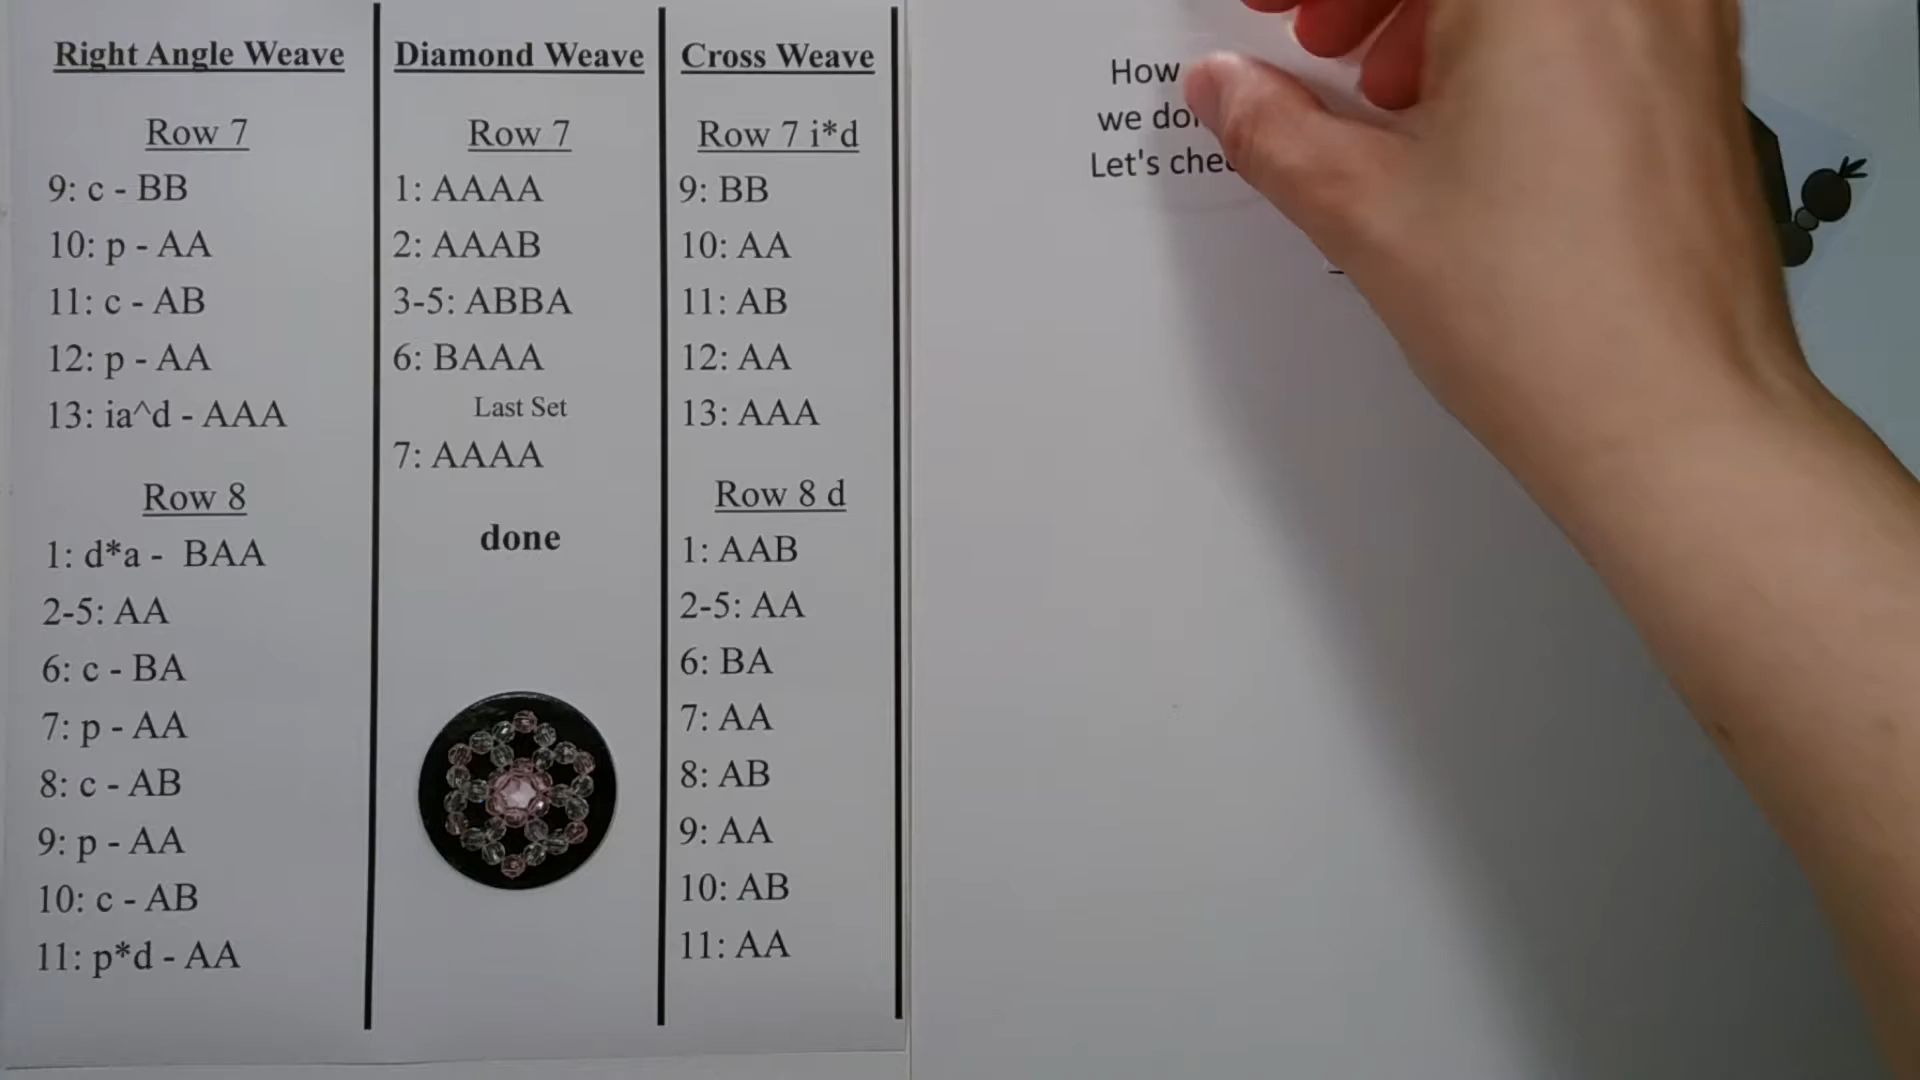 Right Angle Weave
Row 7
9: c - BB
10: p - AA
11: c - AB
12: p - AA
13: ia^d - AAA
Row 8
1: d*a - BAA
2-5: AA
6: c - BA
7: p - AA
8: c - AB
9: p - AA
10: c - AB
11: p*d - AA
Diamond Weave
Row 7
1: AAAA
2: AAAB
3-5: ABBA
6: BAAA
Last Set
7: AAAA
done
Cross Weave
Row 7 i*d
9: BB
10: AA
11: AB
12: AA
13: AAA
Row 8 d
1: AAB
2-5: AA
6: BA
7: AA
8: AB
9: AA
10: AB
11: AA
How
we
Let's